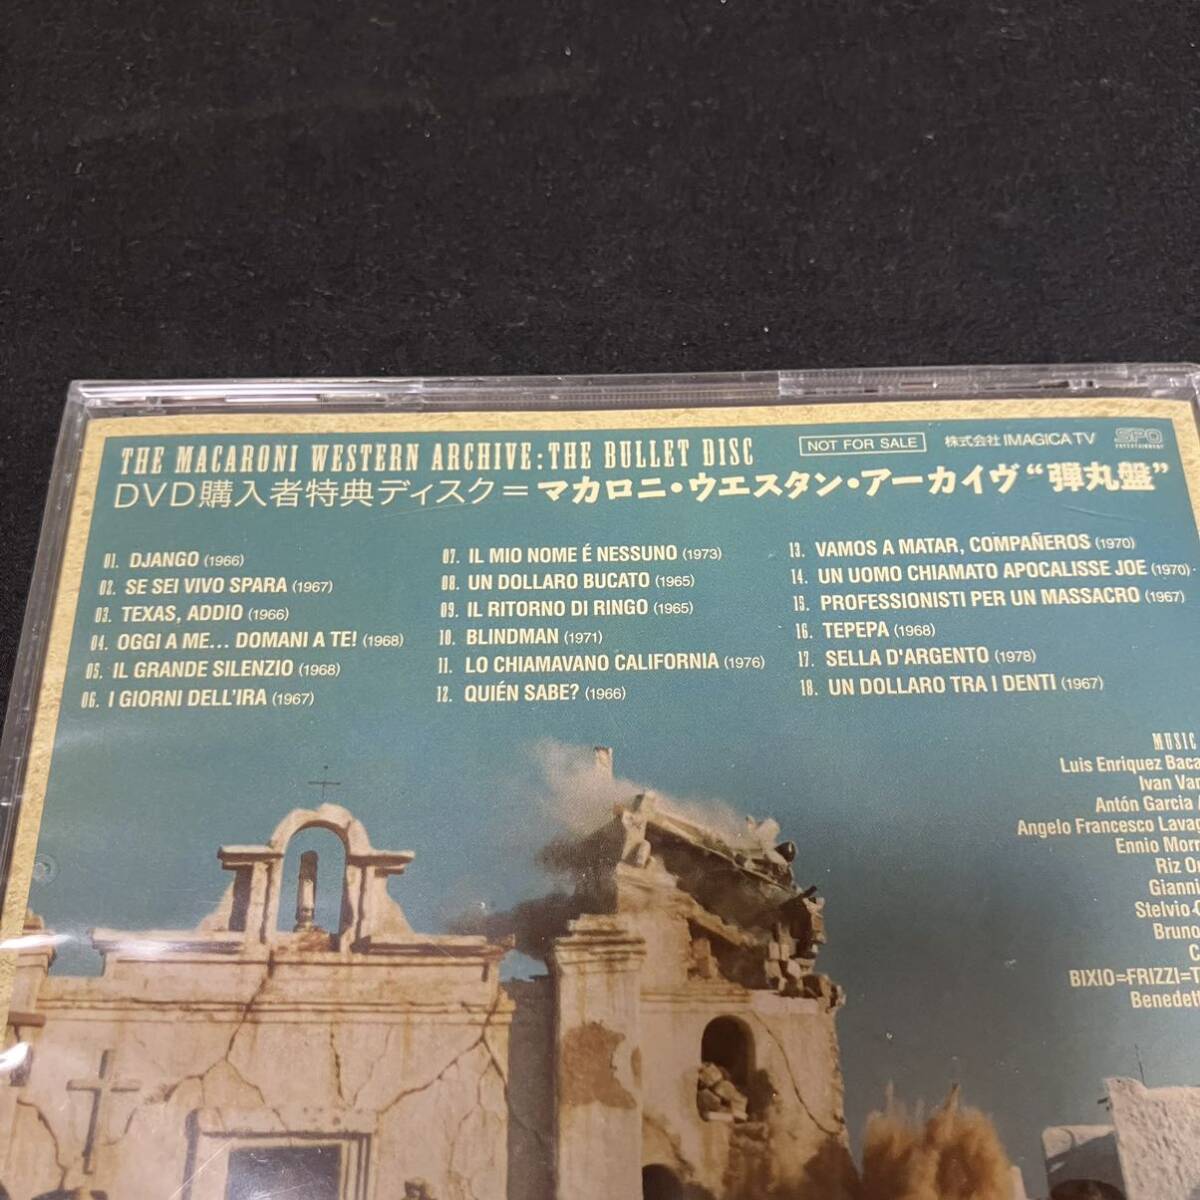 THE MACARONI WESTERN ARCHIVE: THE BULLET DISC
NOT FOR SALE
株式会社 IMAGICA TV
SPO
ENTERTAINMENT
DVD購入者特典ディスク=マカロニ・ウエスタン・アーカイヴ“弾丸盤”
01. DJANGO (1966)
02. SE SEI VIVO SPARA (1967)
03. TEXAS, ADDIO (1966)
04. OGGI A ME... DOMANI A TE! (1968)
05. IL GRANDE SILENZIO (1968)
06. I GIORNI DELL'IRA (1967)
07. IL MIO NOME É NESSUNO (1973)
08. UN DOLLARO BUCATO (1965)
09. IL RITORNO DI RINGO (1965)
10. BLINDMAN (1971)
11. LO CHIAMAVANO CALIFORNIA (1976)
12. QUIÉN SABE? (1966)
13. VAMOS A MATAR, COMPAÑEROS (1970)
14. UN UOMO CHIAMATO APOCALISSE JOE (1970)
15. PROFESSIONISTI PER UN MASSACRO (1967)
16. TEPEPA (1968)
17. SELLA D'ARGENTO (1978)
18. UN DOLLARO TRA I DENTI (1967)
MUSIC
Luis Enriquez Baca
Ivan Van
Antón Garcia
Angelo Francesco Lavag
Ennio Morr
Riz Or
Gianni
Stelvio
Bruno
C
BIXIO=FRIZZI=T
Benedett